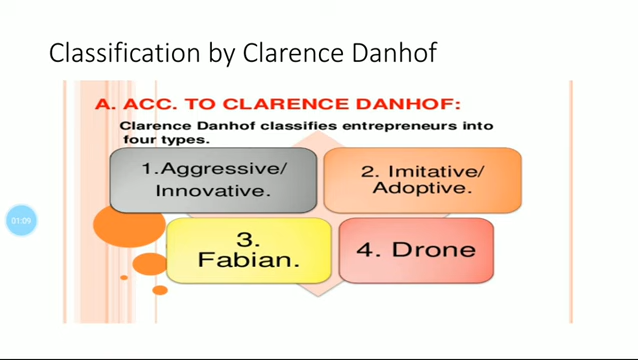 Classification by Clarence Danhof
A. ACC. TO CLARENCE DANHOF:
Clarence Danhof classifies entrepreneurs into
four types.
1.Aggressive/
Innovative.
2. Imitative/
Adoptive.
01:09
3.
Fabian.
4. Drone